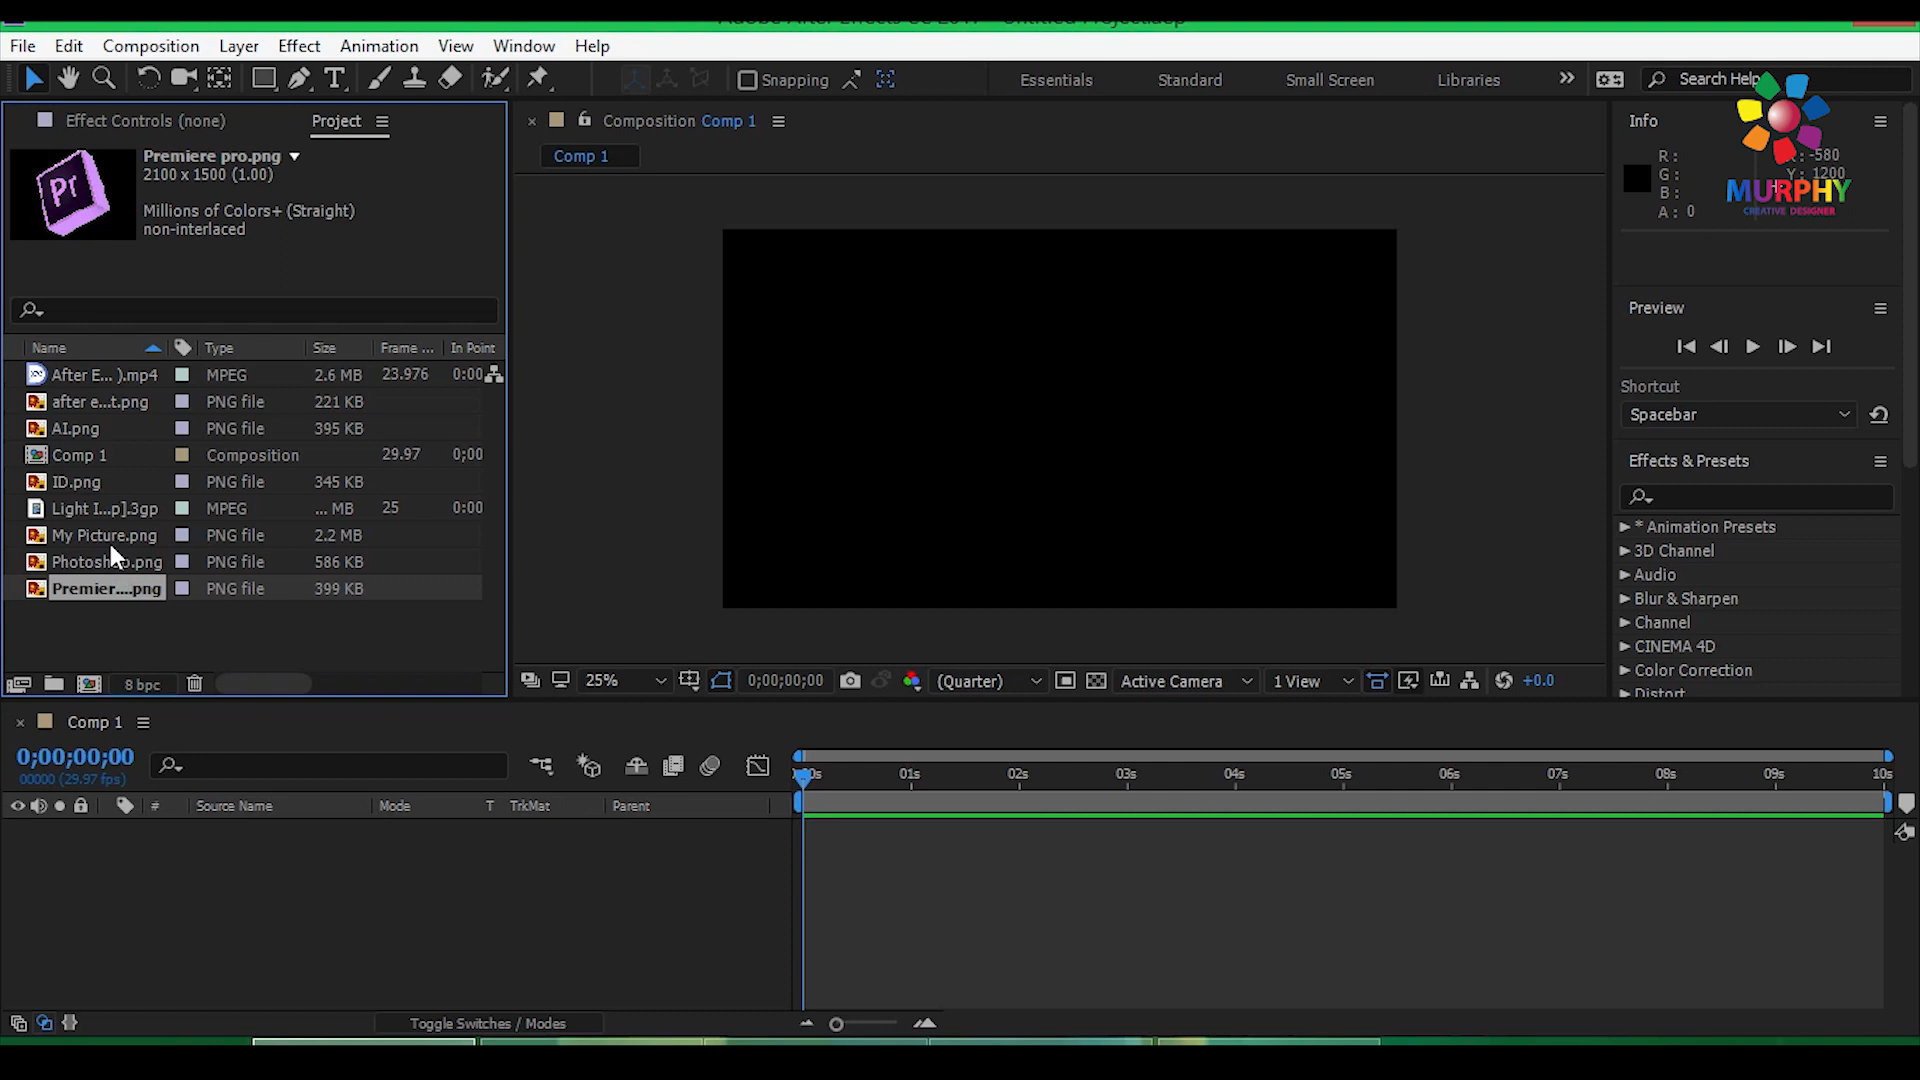 Adobe After Effects CC 2017 - Untitled Project.aep
File Edit Composition Layer Effect Animation View Window Help
Snapping
Essentials Standard Small Screen Libraries
Search Help
Effect Controls (none)
Project
Premiere pro.png
2100 x 1500 (1.00)
Millions of Colors+ (Straight)
non-interlaced
Name Type Size Frame ... In Point
After E... ).mp4 MPEG 2.6 MB 23.976 0:00
after e...t.png PNG file 221 KB
AI.png PNG file 395 KB
Comp 1 Composition 29.97 0;00
ID.png PNG file 345 KB
Light I...p].3gp MPEG ... MB 25 0:00
My Picture.png PNG file 2.2 MB
PNG file 586 KB
Premier....png PNG file 399 KB
8 bpc
Composition Comp 1
Comp 1
25%
0;00;00;00
(Quarter)
Active Camera
1 View
+0.0
Info
R :
G :
B :
A : 0
: -580
Y : 1200
MURPHY
CREATIVE DESIGNER
Preview
Shortcut
Spacebar
Effects & Presets
* Animation Presets
3D Channel
Audio
Blur & Sharpen
Channel
CINEMA 4D
Color Correction
Distort
Comp 1
0;00;00;00
00000 (29.97 fps)
# Source Name Mode T TrkMat Parent
01s 02s 03s 04s 05s 06s 07s 08s 09s 10s
Toggle Switches / Modes